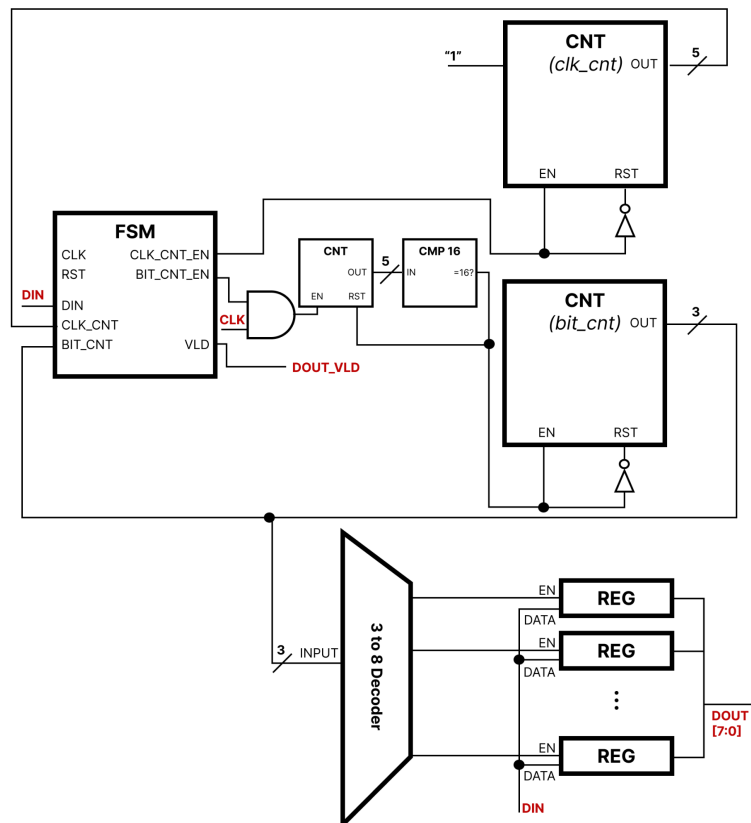 CNT
(clk_cnt)
OUT
5
"1"
EN
RST
FSM
CLK
CLK_CNT_EN
RST
BIT_CNT_EN
DIN
DIN
CLK_CNT
BIT_CNT
VLD
CLK
DOUT_VLD
CNT
OUT
EN
RST
5
CMP 16
IN
=16?
CNT
(bit_cnt)
OUT
3
EN
RST
3
INPUT
3 to 8 Decoder
EN
REG
DATA
EN
REG
DATA
⋮
EN
REG
DATA
DOUT
[7:0]
DIN